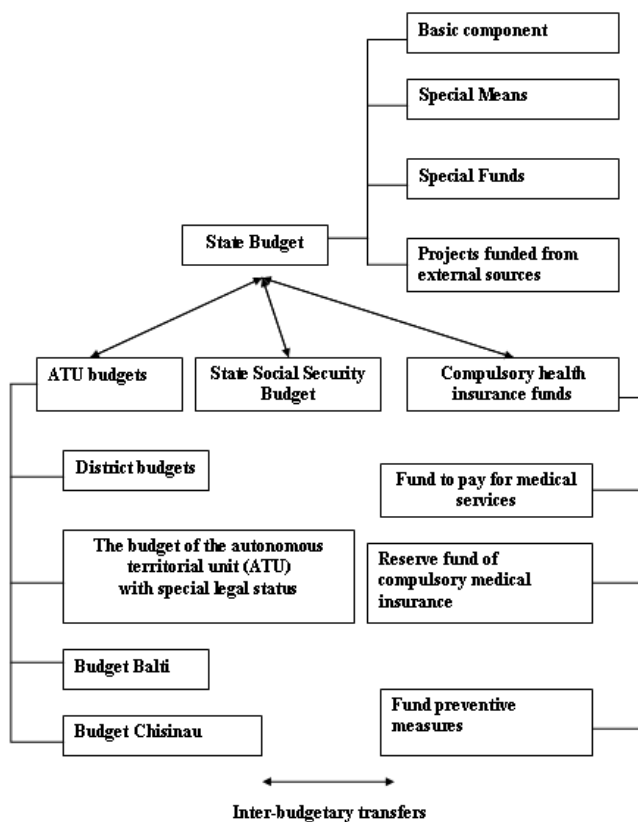 Basic component
Special Means
Special Funds
State Budget
Projects funded from
external sources
ATU budgets
State Social Security
Budget
Compulsory health
insurance funds
District budgets
Fund to pay for medical
services
The budget of the autonomous
territorial unit (ATU)
with special legal status
Reserve fund of
compulsory medical
insurance
Budget Balti
Budget Chisinau
Fund preventive
measures
Inter-budgetary transfers